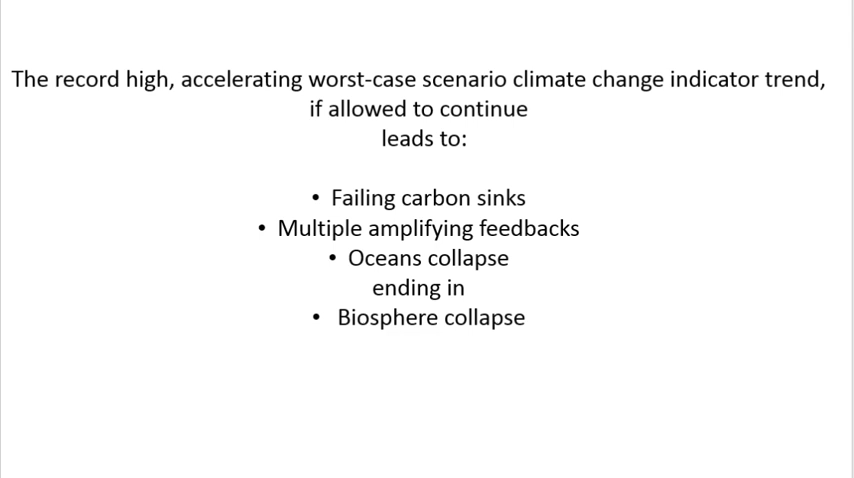 The record high, accelerating worst-case scenario climate change indicator trend,
if allowed to continue
leads to:
• Failing carbon sinks
• Multiple amplifying feedbacks
• Oceans collapse
ending in
• Biosphere collapse